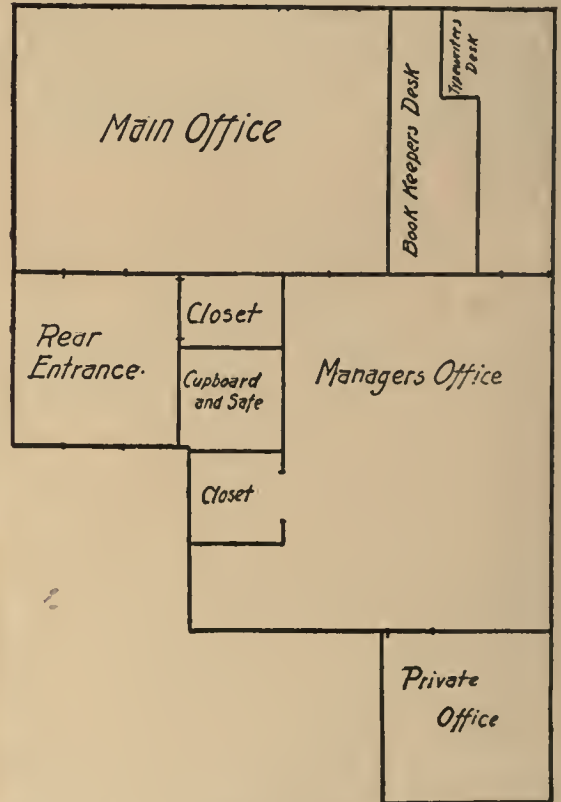 Main Office
Book Keepers Desk
Typewriters
Desk
Rear
Entrance.
Closet
Cupboard
and Safe
Managers Office
Closet
Private
Office